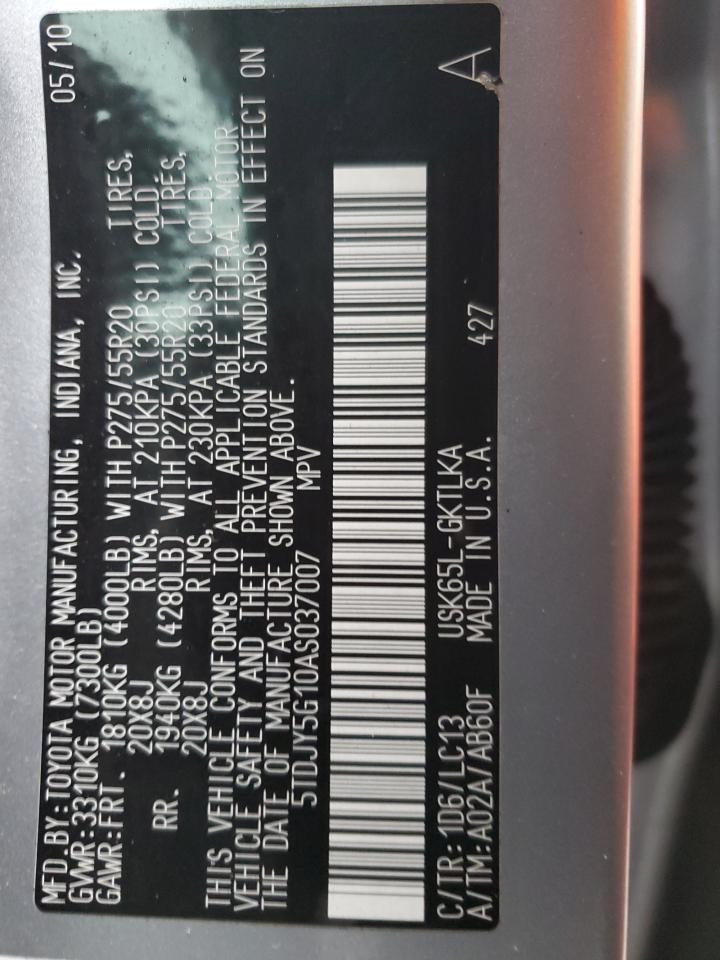 MFD.BY:TOYOTA MOTOR MANUFACTURING, INDIANA, INC. 05/10
GVWR:3310KG (7300LB)
GAWR:FRT. 1810KG (4000LB) WITH P275/55R20 TIRES,
20X8J RIMS, AT 210KPA (30PSI) COLD
RR. 1940KG (4280LB) WITH P275/55R20 TIRES,
20X8J RIMS, AT 230KPA (33PSI) COLD.
THIS VEHICLE CONFORMS TO ALL APPLICABLE FEDERAL MOTOR
VEHICLE SAFETY AND THEFT PREVENTION STANDARDS IN EFFECT ON
THE DATE OF MANUFACTURE SHOWN ABOVE.
5TDJY5G10AS037007 MPV
C/TR:1D6/LC13 USK65L-GKTLKA A
A/TM:A02A/AB60F MADE IN U.S.A. 427